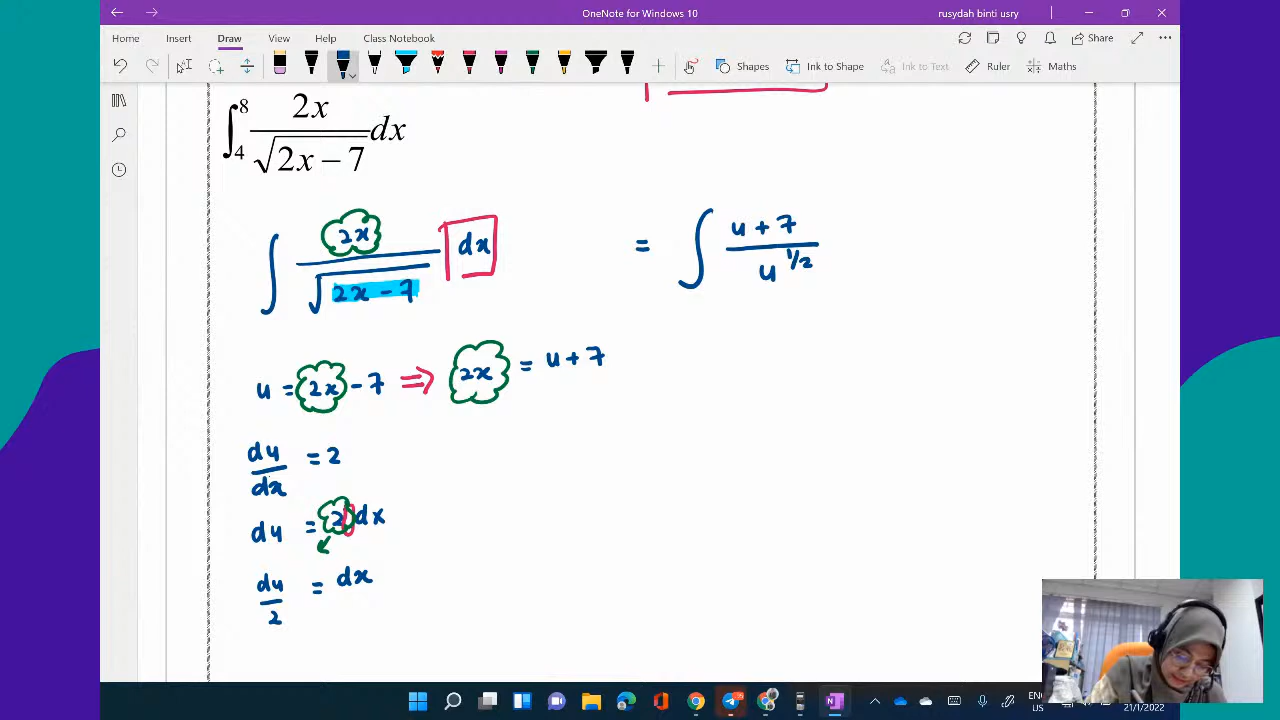 OneNote for Windows 10
rusydah binti usry
Home Insert Draw View Help Class Notebook
Share
Shapes Ink to Shape Ink to Text Ruler Maths
∫₄⁸ 2x/√(2x − 7) dx
∫ 2x/√(2x − 7) dx = ∫ (u + 7)/u^(1/2)
u = 2x − 7 ⇒ 2x = u + 7
du/dx = 2
du = 2 dx
du/2 = dx
21/1/2022